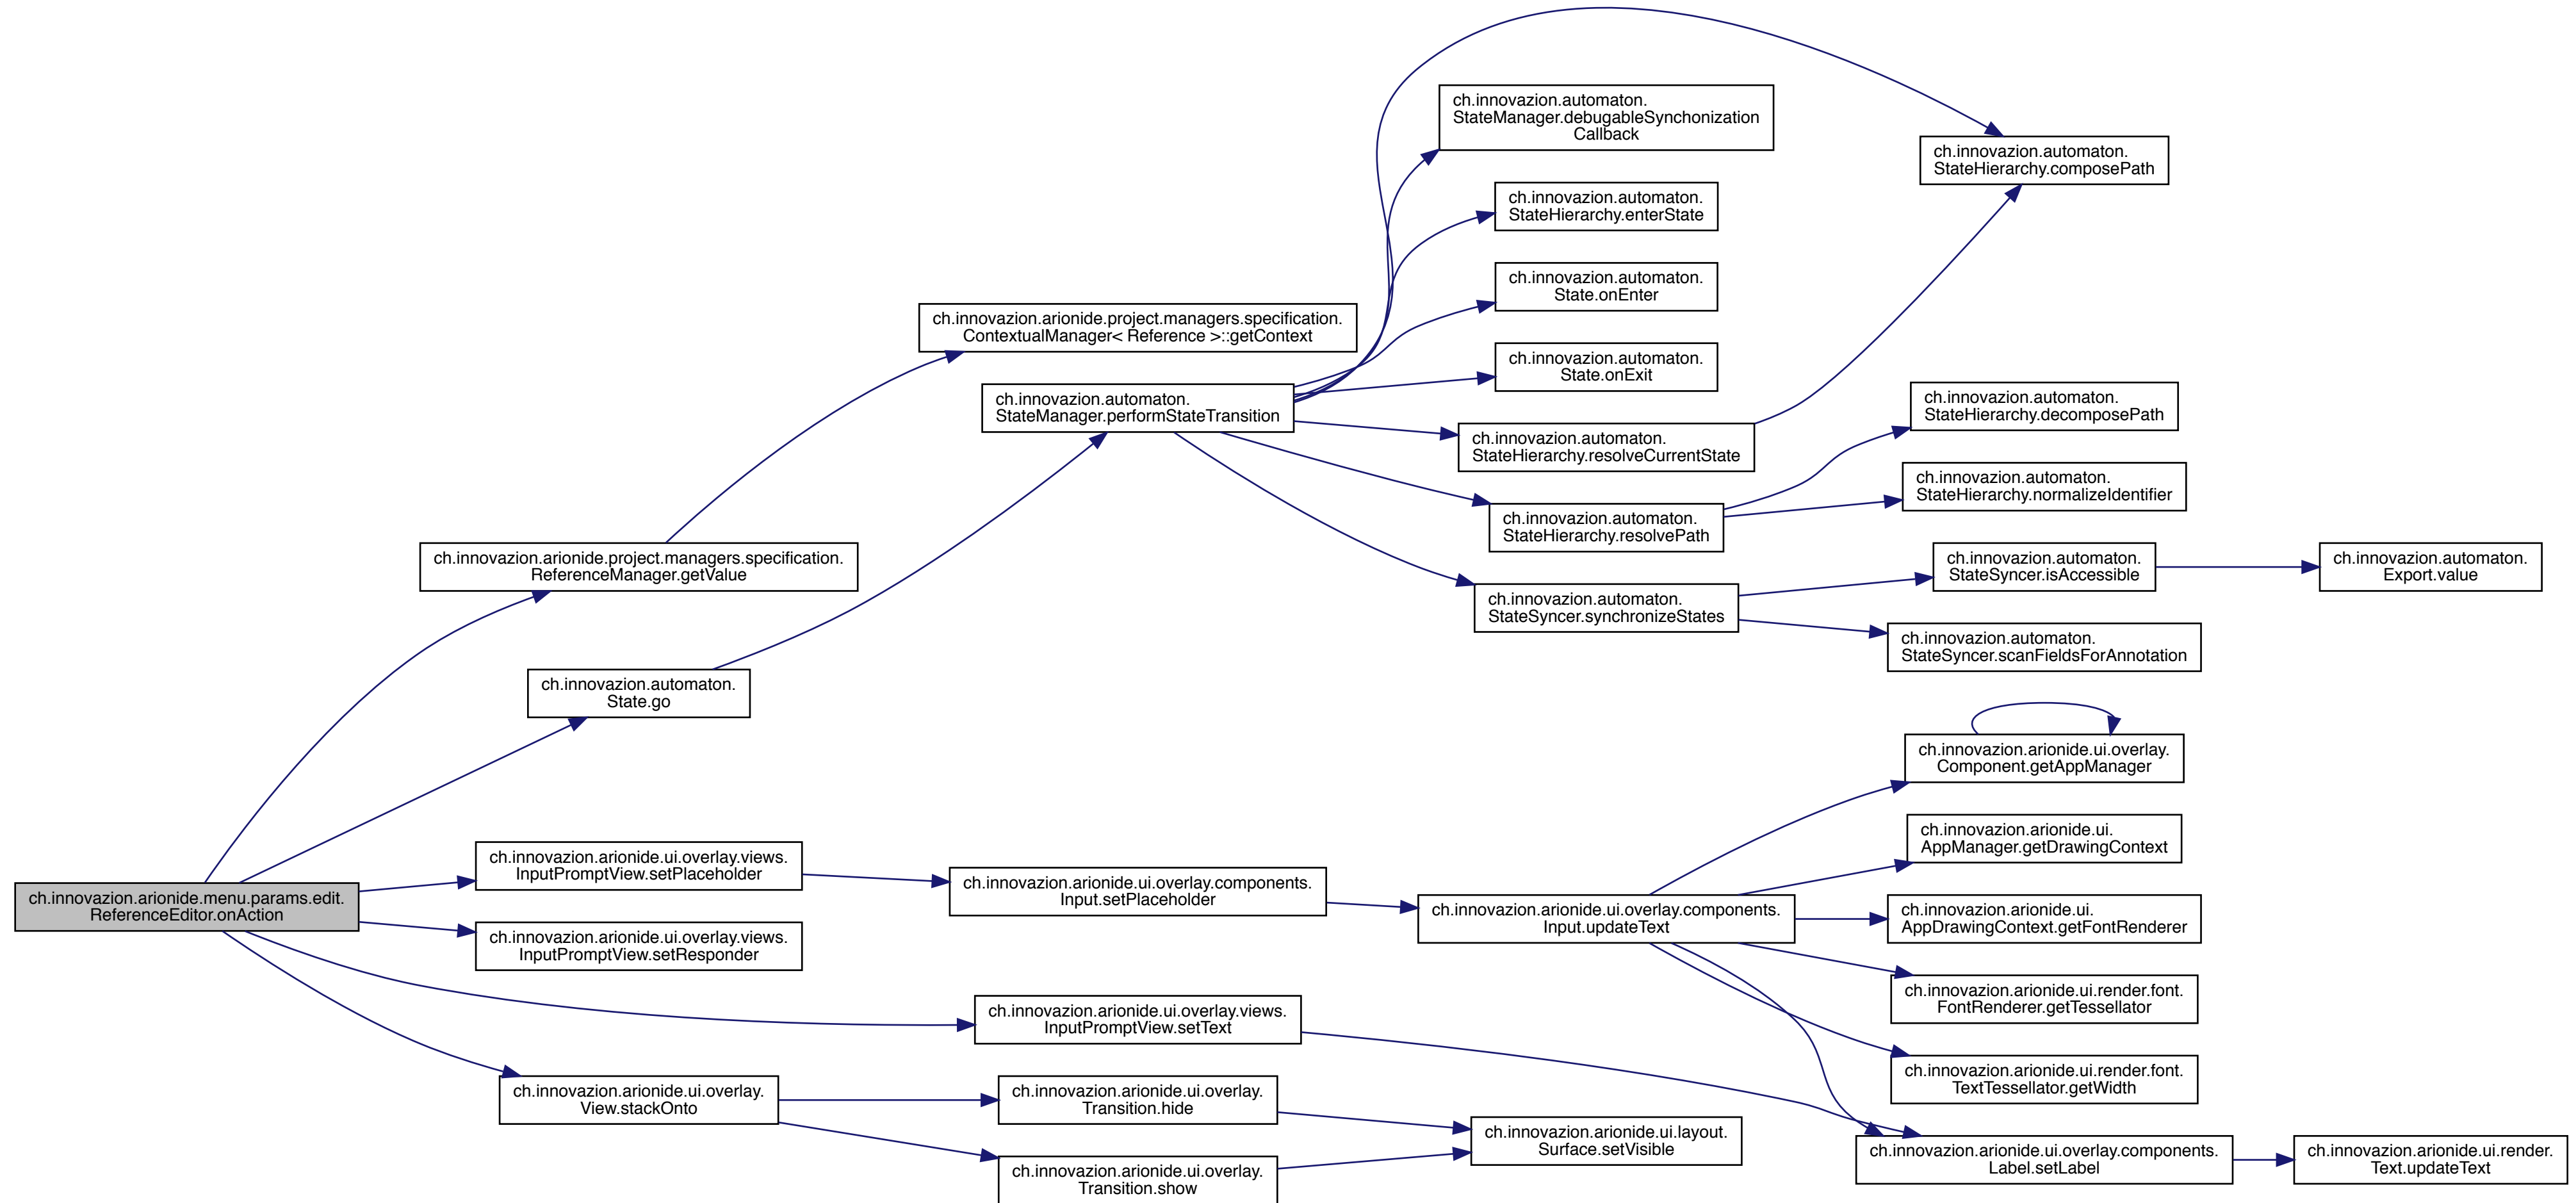 ch.innovazion.arionide.menu.params.edit.
ReferenceEditor.onAction
ch.innovazion.arionide.project.managers.specification.
ReferenceManager.getValue
ch.innovazion.arionide.project.managers.specification.
ContextualManager< Reference >::getContext
ch.innovazion.automaton.
State.go
ch.innovazion.automaton.
StateManager.performStateTransition
ch.innovazion.automaton.
StateManager.debugableSynchonization
Callback
ch.innovazion.automaton.
StateHierarchy.enterState
ch.innovazion.automaton.
State.onEnter
ch.innovazion.automaton.
State.onExit
ch.innovazion.automaton.
StateHierarchy.resolveCurrentState
ch.innovazion.automaton.
StateHierarchy.composePath
ch.innovazion.automaton.
StateHierarchy.resolvePath
ch.innovazion.automaton.
StateHierarchy.decomposePath
ch.innovazion.automaton.
StateHierarchy.normalizeIdentifier
ch.innovazion.automaton.
StateSyncer.synchronizeStates
ch.innovazion.automaton.
StateSyncer.isAccessible
ch.innovazion.automaton.
Export.value
ch.innovazion.automaton.
StateSyncer.scanFieldsForAnnotation
ch.innovazion.arionide.ui.overlay.views.
InputPromptView.setPlaceholder
ch.innovazion.arionide.ui.overlay.components.
Input.setPlaceholder
ch.innovazion.arionide.ui.overlay.components.
Input.updateText
ch.innovazion.arionide.ui.overlay.
Component.getAppManager
ch.innovazion.arionide.ui.
AppManager.getDrawingContext
ch.innovazion.arionide.ui.
AppDrawingContext.getFontRenderer
ch.innovazion.arionide.ui.render.font.
FontRenderer.getTessellator
ch.innovazion.arionide.ui.render.font.
TextTessellator.getWidth
ch.innovazion.arionide.ui.overlay.components.
Label.setLabel
ch.innovazion.arionide.ui.render.
Text.updateText
ch.innovazion.arionide.ui.overlay.views.
InputPromptView.setResponder
ch.innovazion.arionide.ui.overlay.views.
InputPromptView.setText
ch.innovazion.arionide.ui.overlay.
View.stackOnto
ch.innovazion.arionide.ui.overlay.
Transition.hide
ch.innovazion.arionide.ui.overlay.
Transition.show
ch.innovazion.arionide.ui.layout.
Surface.setVisible